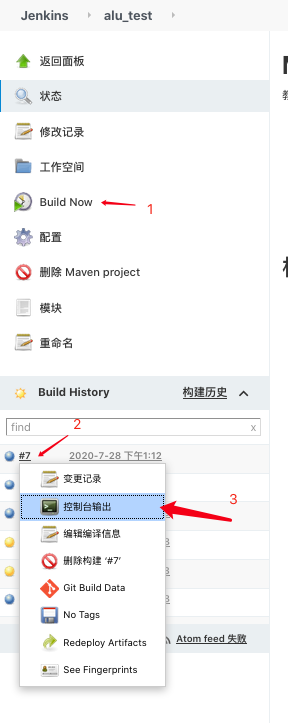 Jenkins alu_test
返回面板
状态
修改记录
工作空间
Build Now
1
配置
删除 Maven project
模块
重命名
Build History 构建历史
find x
2
#7 2020-7-28 下午1:12
变更记录
控制台输出
3
编辑编译信息
删除构建 '#7'
Git Build Data
No Tags
Redeploy Artifacts
See Fingerprints
Atom feed 失败